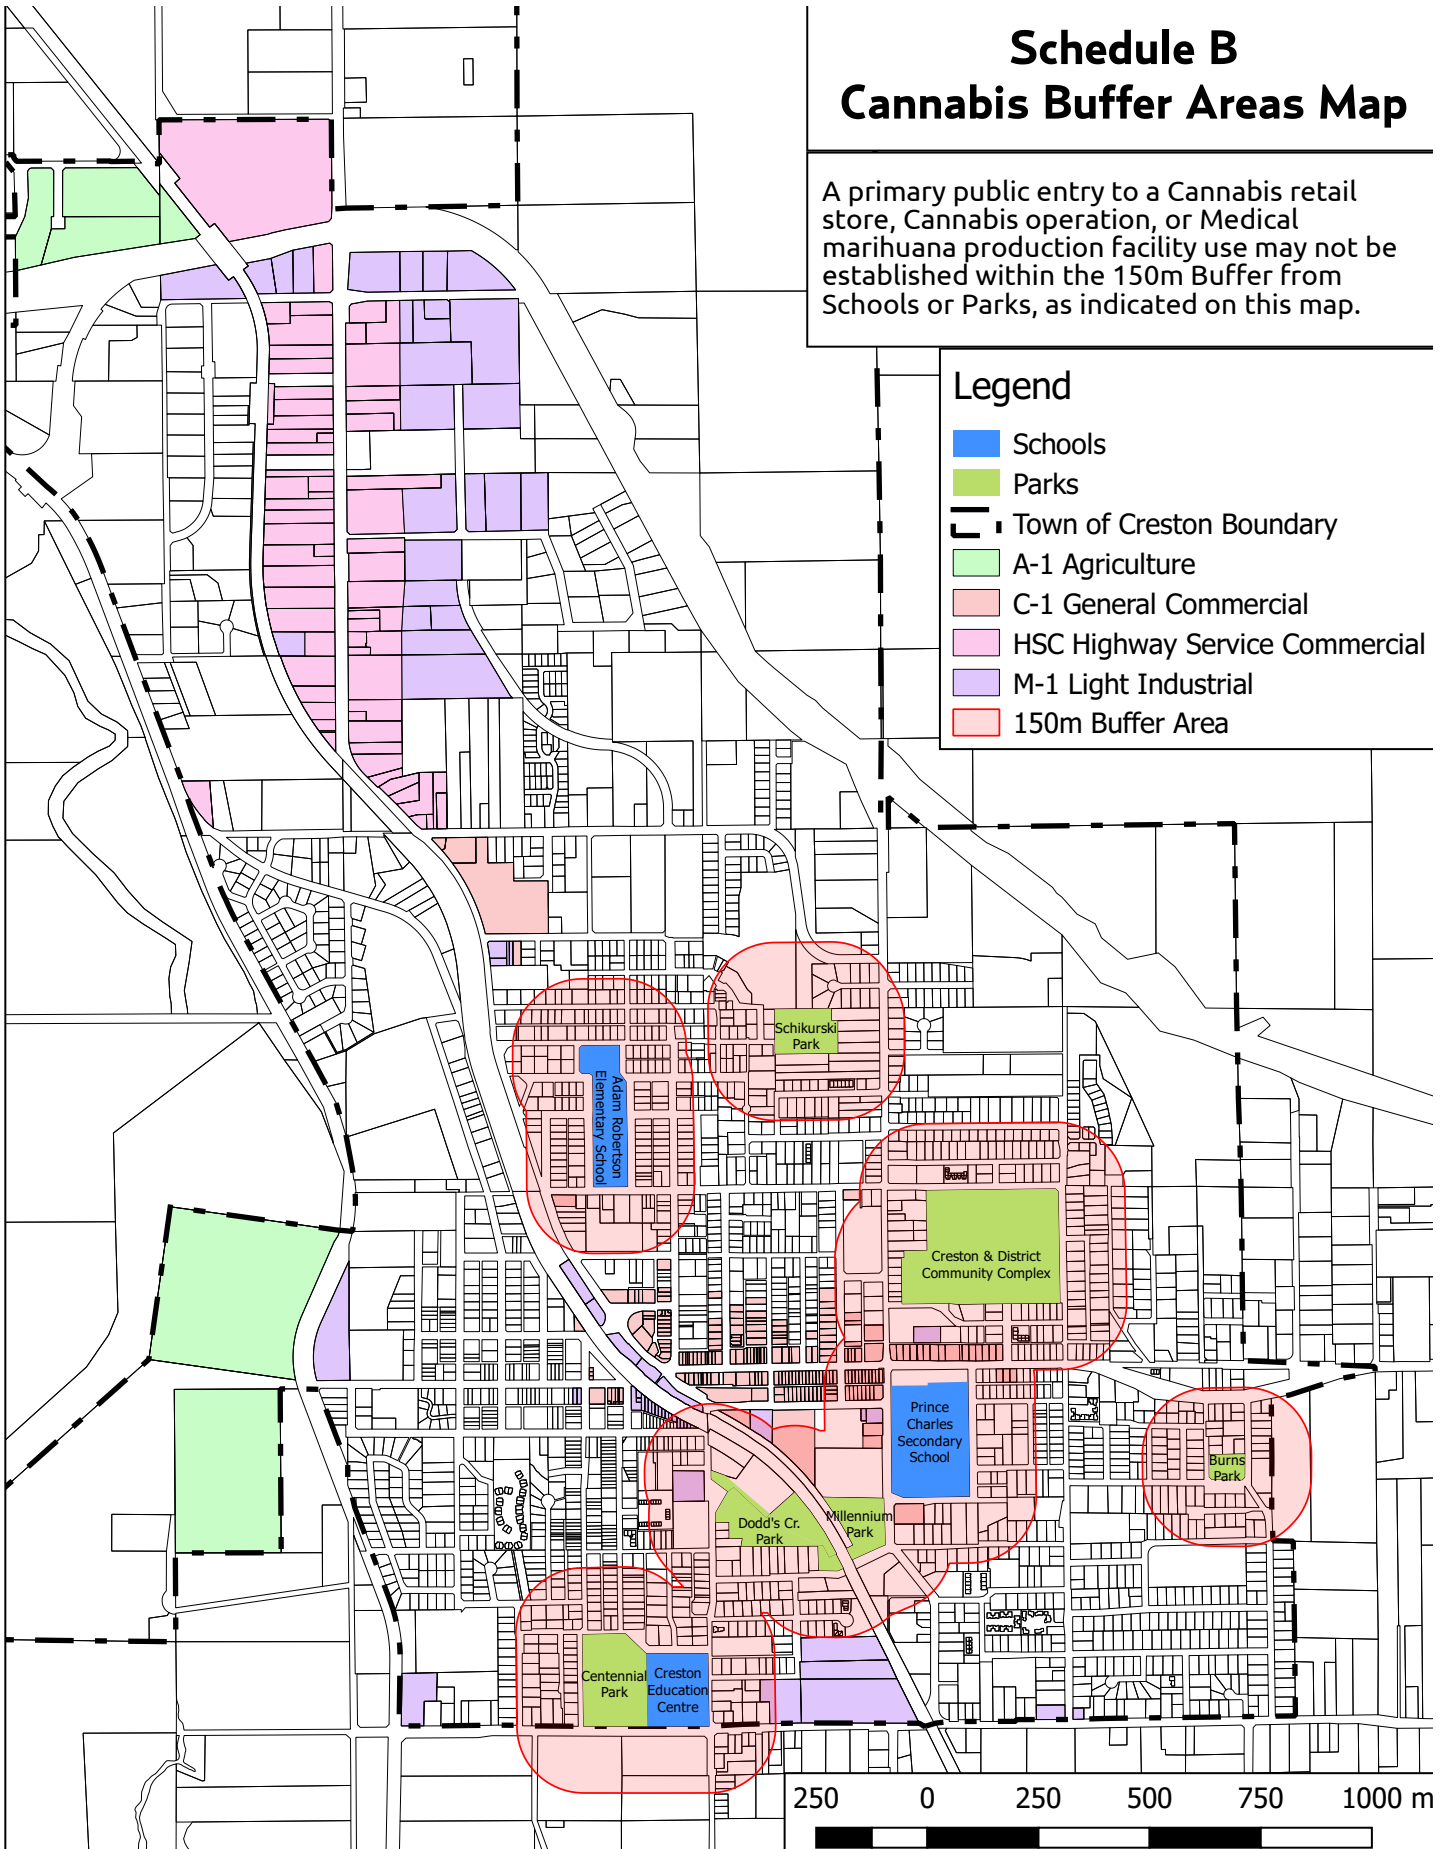 Schedule B
Cannabis Buffer Areas Map
A primary public entry to a Cannabis retail
store, Cannabis operation, or Medical
marihuana production facility use may not be
established within the 150m Buffer from
Schools or Parks, as indicated on this map.
Legend
Schools
Parks
Town of Creston Boundary
A-1 Agriculture
C-1 General Commercial
HSC Highway Service Commercial
M-1 Light Industrial
150m Buffer Area
Schikurski
Park
Adam Robertson
Elementary School
Creston & District
Community Complex
Prince
Charles
Secondary
School
Burns
Park
Dodd's Cr.
Park
Millennium
Park
Centennial
Park
Creston
Education
Centre
250 0 250 500 750 1000 m